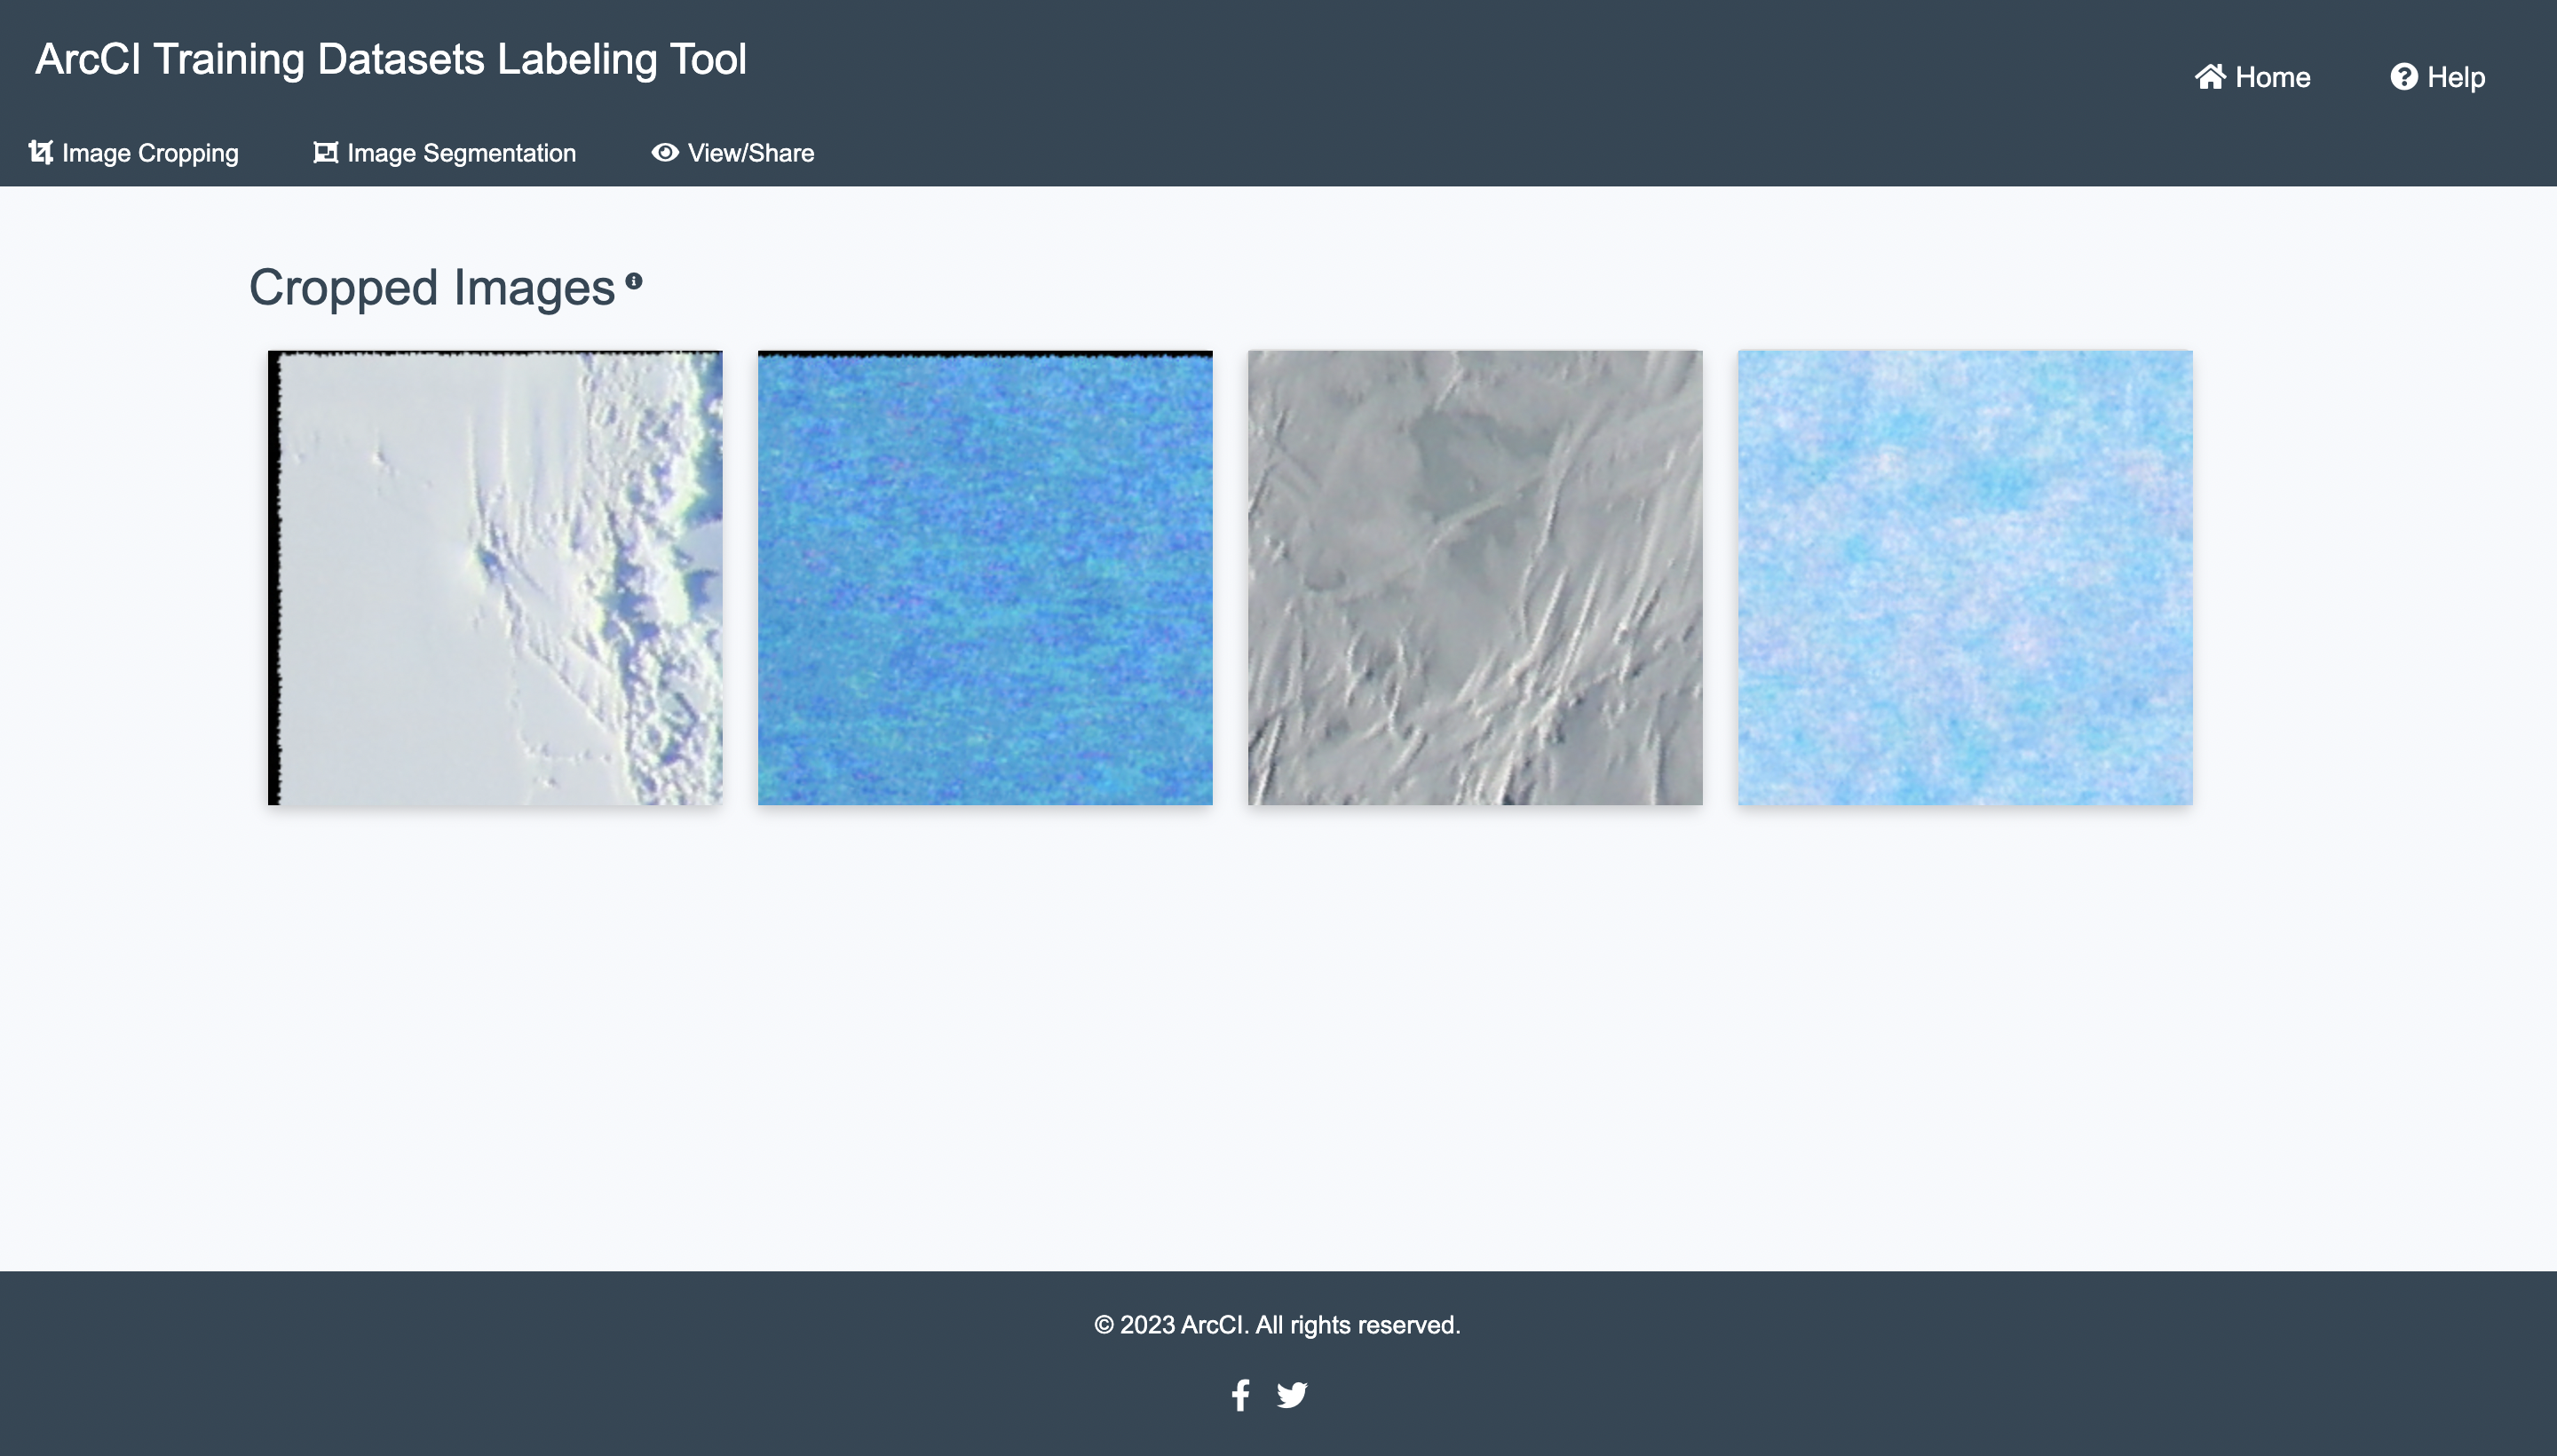 ArcCI Training Datasets Labeling Tool
Home
Help
Image Cropping
Image Segmentation
View/Share
Cropped Images
© 2023 ArcCI. All rights reserved.